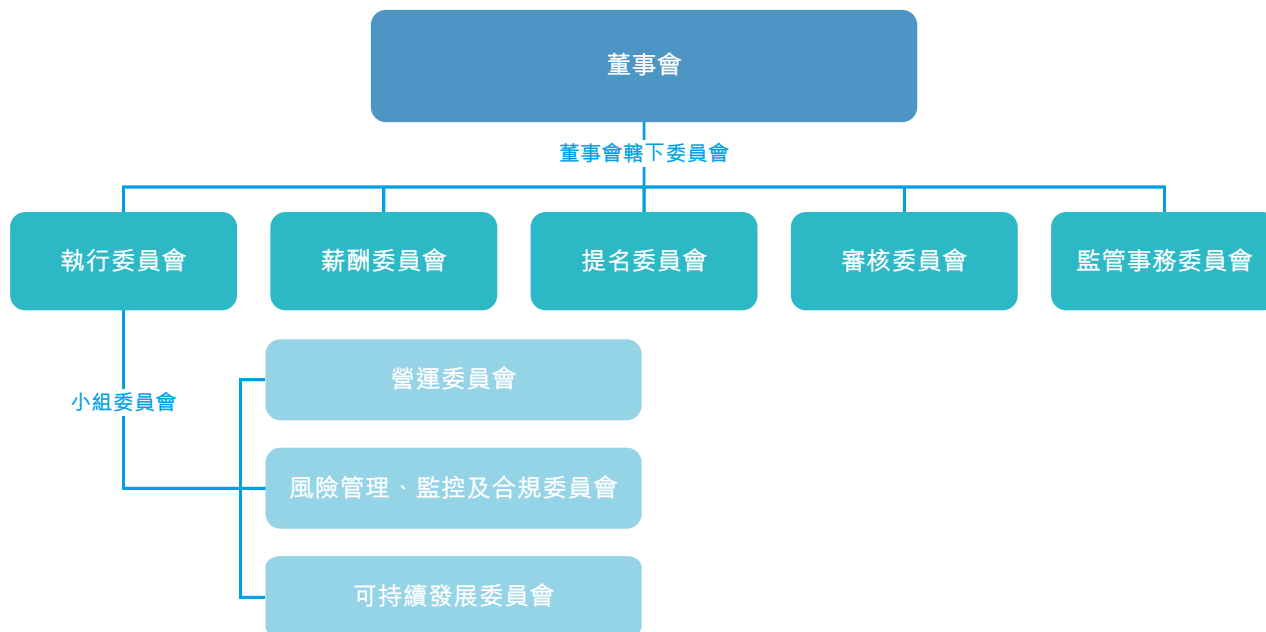 董事會
董事會轄下委員會
執行委員會
薪酬委員會
提名委員會
審核委員會
監管事務委員會
小組委員會
營運委員會
風險管理、監控及合規委員會
可持續發展委員會